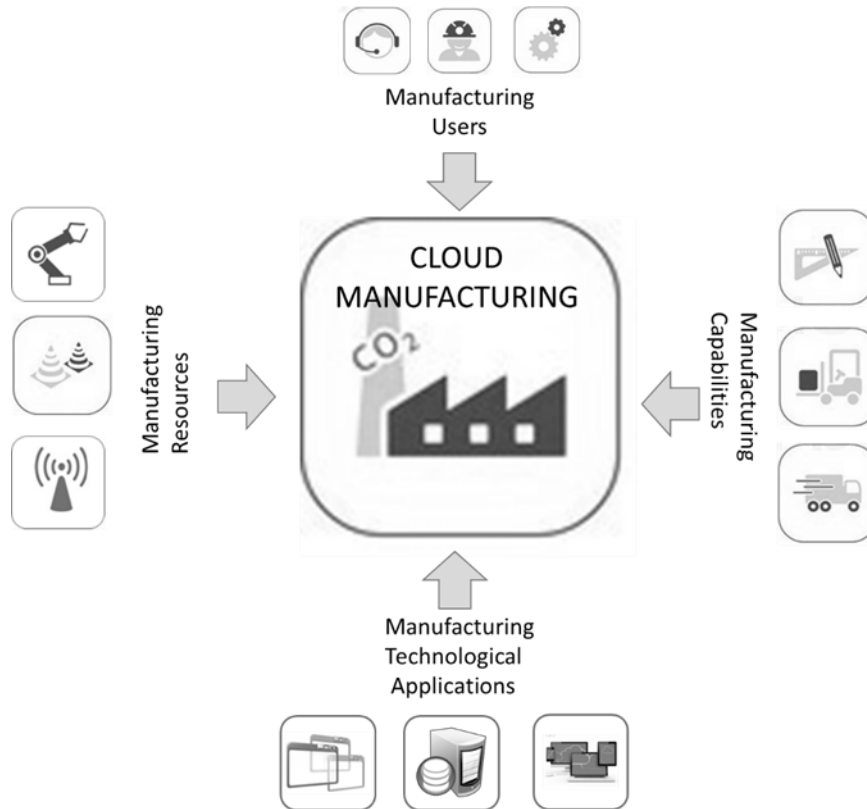 Manufacturing
Users
CLOUD
MANUFACTURING
CO2
Manufacturing
Resources
Manufacturing
Capabilities
Manufacturing
Technological
Applications